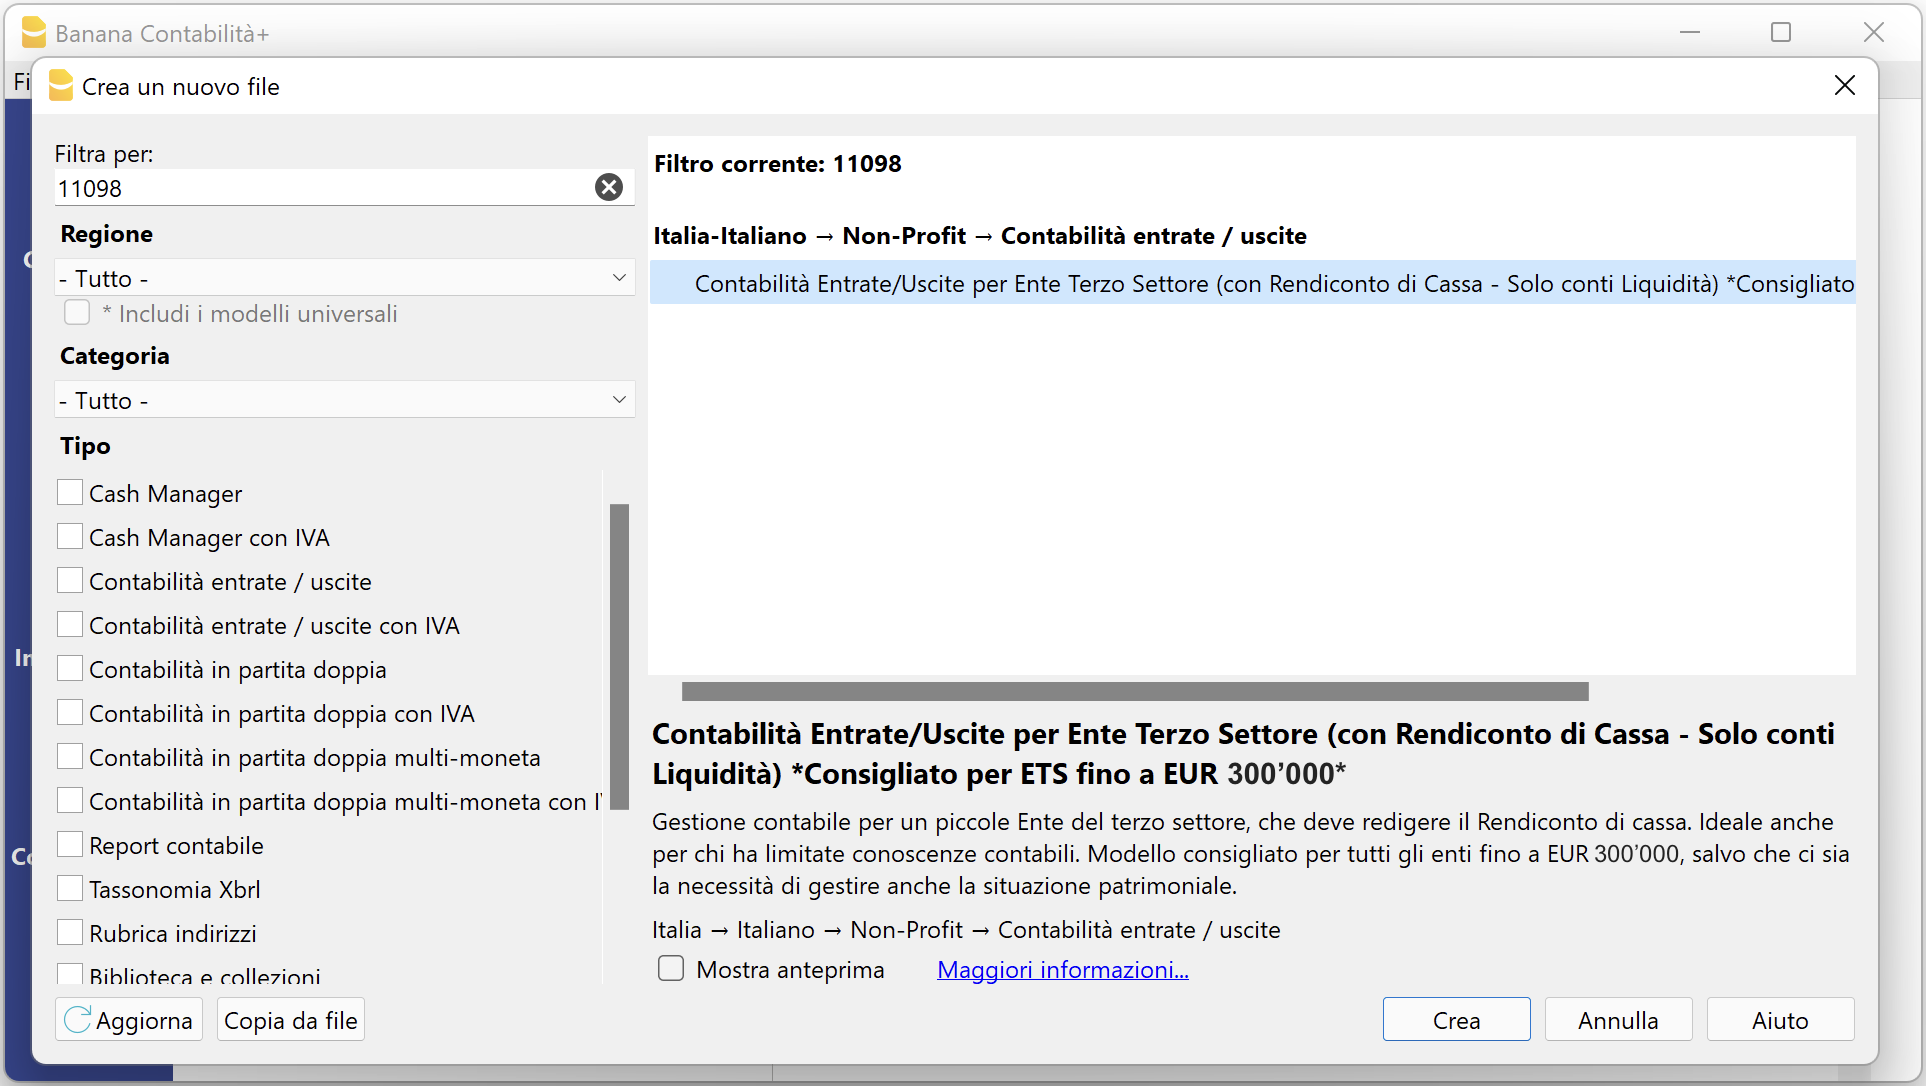 Banana Contabilità+
Fi
Crea un nuovo file
Filtra per:
11098
Regione
- Tutto -
* Includi i modelli universali
Categoria
- Tutto -
Tipo
Cash Manager
Cash Manager con IVA
Contabilità entrate / uscite
Contabilità entrate / uscite con IVA
Contabilità in partita doppia
Contabilità in partita doppia con IVA
Contabilità in partita doppia multi-moneta
Contabilità in partita doppia multi-moneta con
Report contabile
Tassonomia Xbrl
Rubrica indirizzi
Biblioteca e collezioni
Aggiorna
Copia da file
Filtro corrente: 11098
Italia-Italiano → Non-Profit → Contabilità entrate / uscite
Contabilità Entrate/Uscite per Ente Terzo Settore (con Rendiconto di Cassa - Solo conti Liquidità) *Consigliato
Contabilità Entrate/Uscite per Ente Terzo Settore (con Rendiconto di Cassa - Solo conti
Liquidità) *Consigliato per ETS fino a EUR 300’000*
Gestione contabile per un piccole Ente del terzo settore, che deve redigere il Rendiconto di cassa. Ideale anche
per chi ha limitate conoscenze contabili. Modello consigliato per tutti gli enti fino a EUR 300’000, salvo che ci sia
la necessità di gestire anche la situazione patrimoniale.
Italia → Italiano → Non-Profit → Contabilità entrate / uscite
Mostra anteprima
Maggiori informazioni...
Crea
Annulla
Aiuto